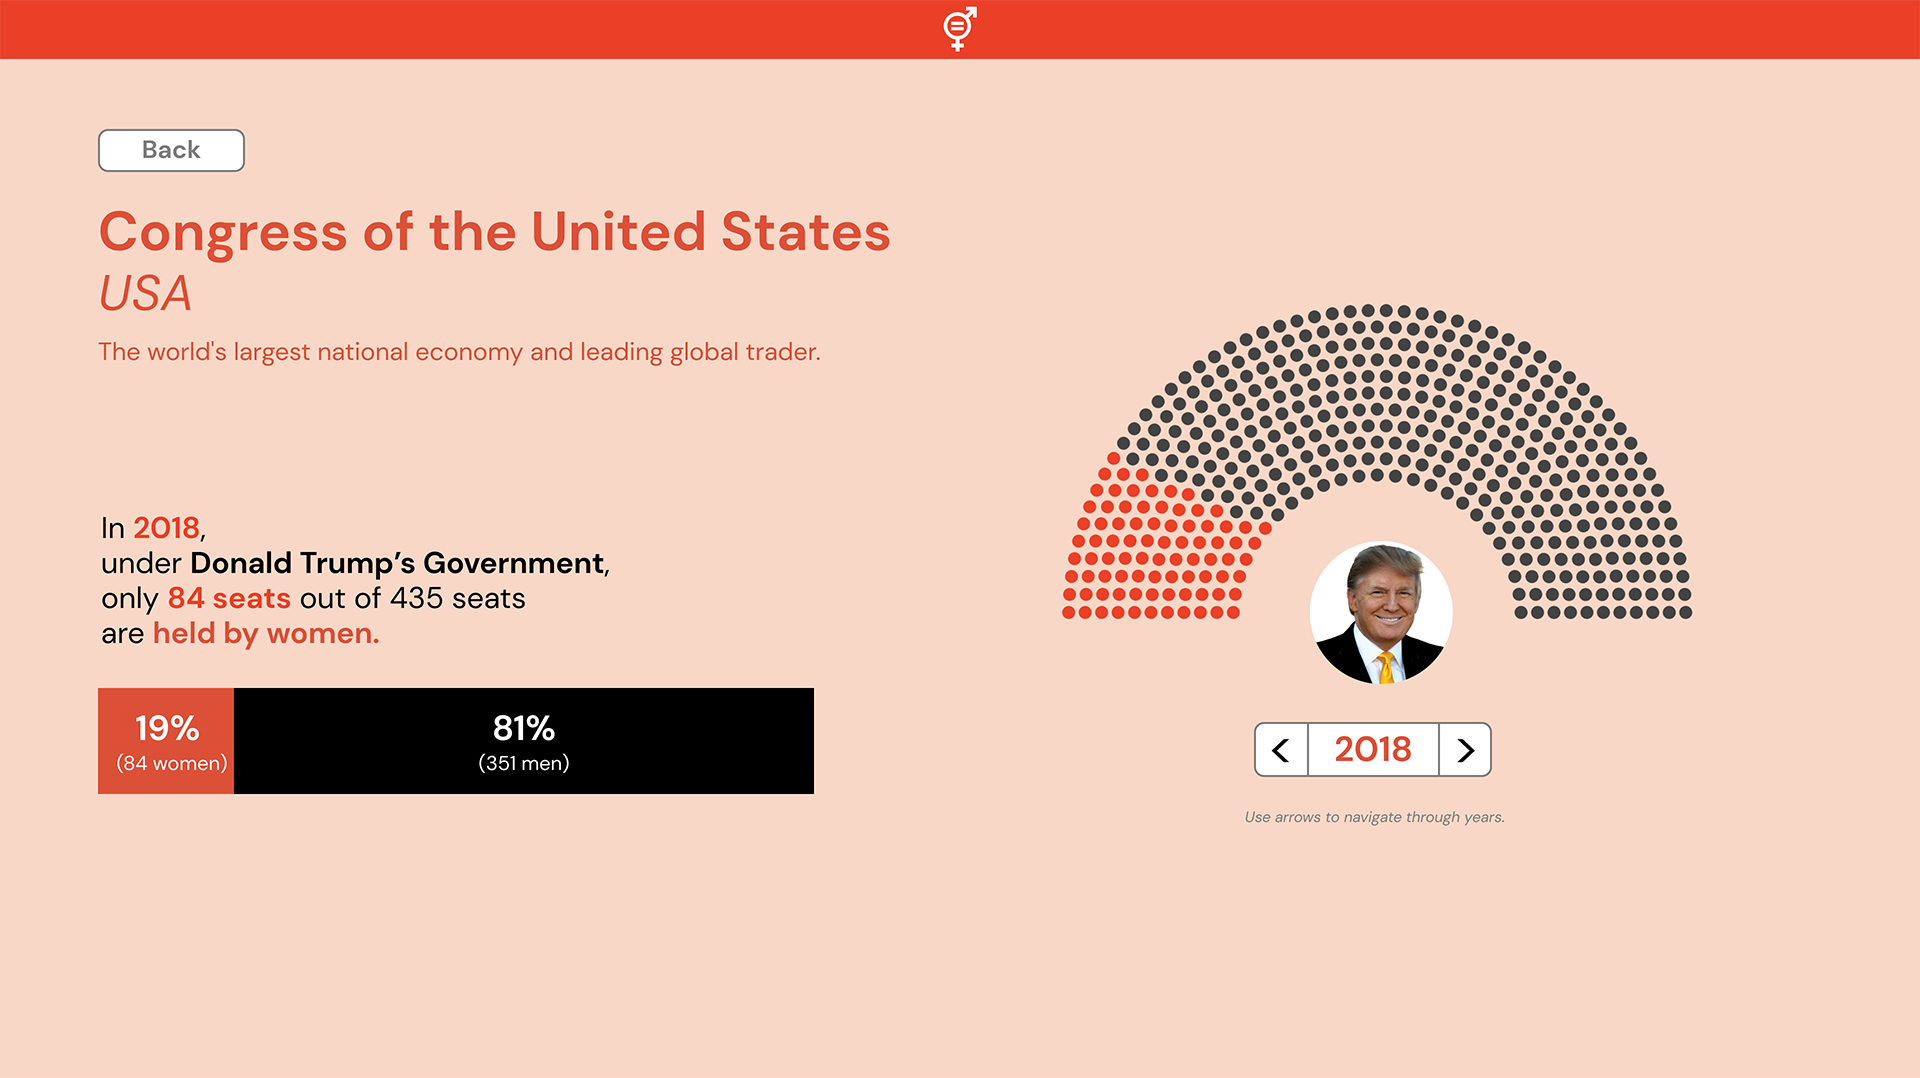 Back
Congress of the United States
USA
The world's largest national economy and leading global trader.
In 2018,
under Donald Trump’s Government,
only 84 seats out of 435 seats
are held by women.
19%
(84 women)
81%
(351 men)
< 2018 >
Use arrows to navigate through years.